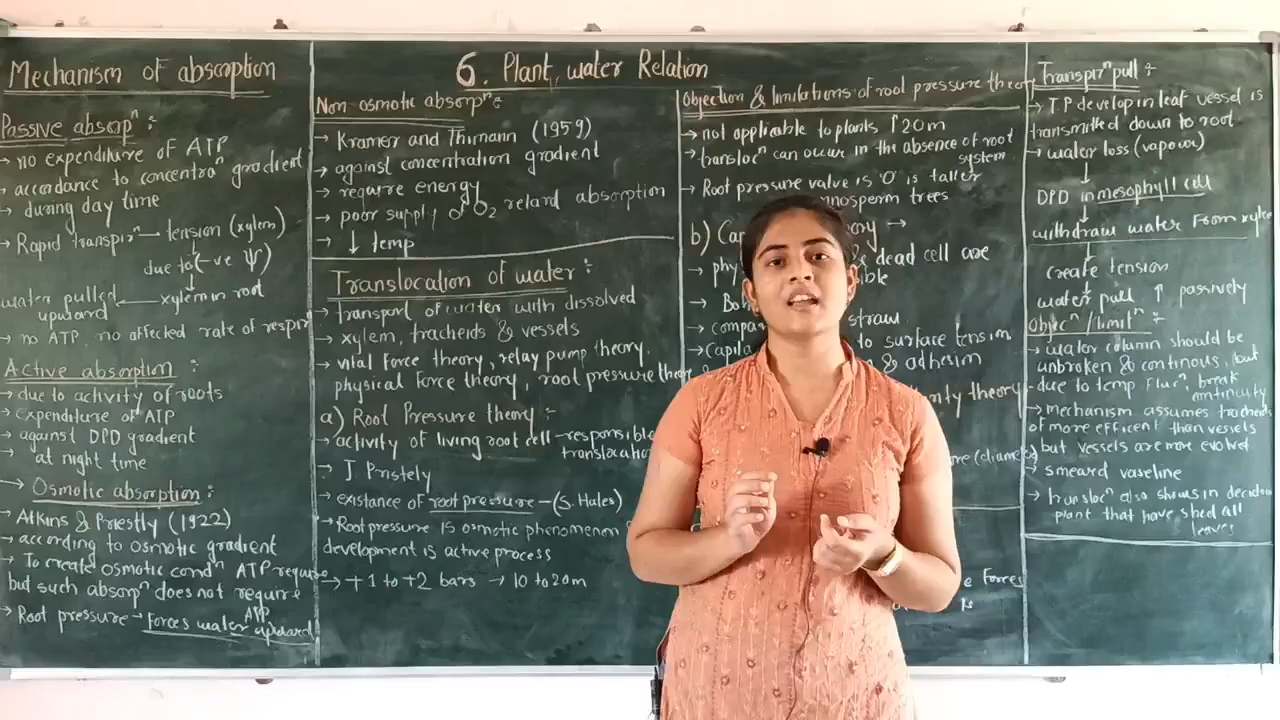 6. Plant, water Relation
Mechanism of absorption
Passive absorpⁿ :
→ no expenditure of ATP
→ accordance to concentraⁿ gradient
→ during day time
→ Rapid transpirⁿ → tension (xylem)
due to (-ve Ψ)
water pulled ← xylem in root
upward
→ no ATP, no affected rate of respirⁿ
Active absorption :
→ due to activity of roots
→ expenditure of ATP
→ against DPD gradient
→ at night time
→ Osmotic absorption :
→ Atkins & Priestly (1922)
→ according to osmotic gradient
→ To create osmotic condⁿ ATP require
but such absorpⁿ does not require
ATP
→ Root pressure - Forces water upward
Non osmotic absorpⁿ :
→ Kramer and Thimann (1959)
→ against concentration gradient
→ require energy
→ poor supply of O₂ retard absorption
→ ↓ temp
Translocation of water :
→ Transport of water with dissolved
→ xylem, tracheids & vessels
→ vital force theory, relay pump theory.
physical force theory, root pressure theory
a) Root Pressure theory :-
→ activity of living root cell - responsible
translocation
→ J Pristely
→ existance of root pressure - (S. Hales)
→ Root pressure is osmotic phenomenen
development is active process
→ +1 to +2 bars → 10 to 20m
Objection & limitations of root pressure theory
→ not applicable to plants ↑ 20m
→ translocⁿ can occur in the absence of root
system
→ Root pressure value is 'O' is taller
trees
b)
→ & dead cell are
→
→ straw
→ to surface tension
& adhesion
theory
Transpirⁿ pull :
→ TP develop in leaf vessel is
transmitted down to root
→ water loss (vapour)
↓
DPD in mesophyll cell
↓
withdraw water from xylem
↓
create tension
↓
water pull ↑ passively
Objecⁿ / limitⁿ :-
→ water column should be
unbroken & continous, but
due to temp flucⁿ, break
→ mechanism assumes tracheids
of more efficent than vessels
but vessels are more evolved
→ smeared vaseline
→ translocⁿ also shows in deciduous
plant that have shed all
leaves